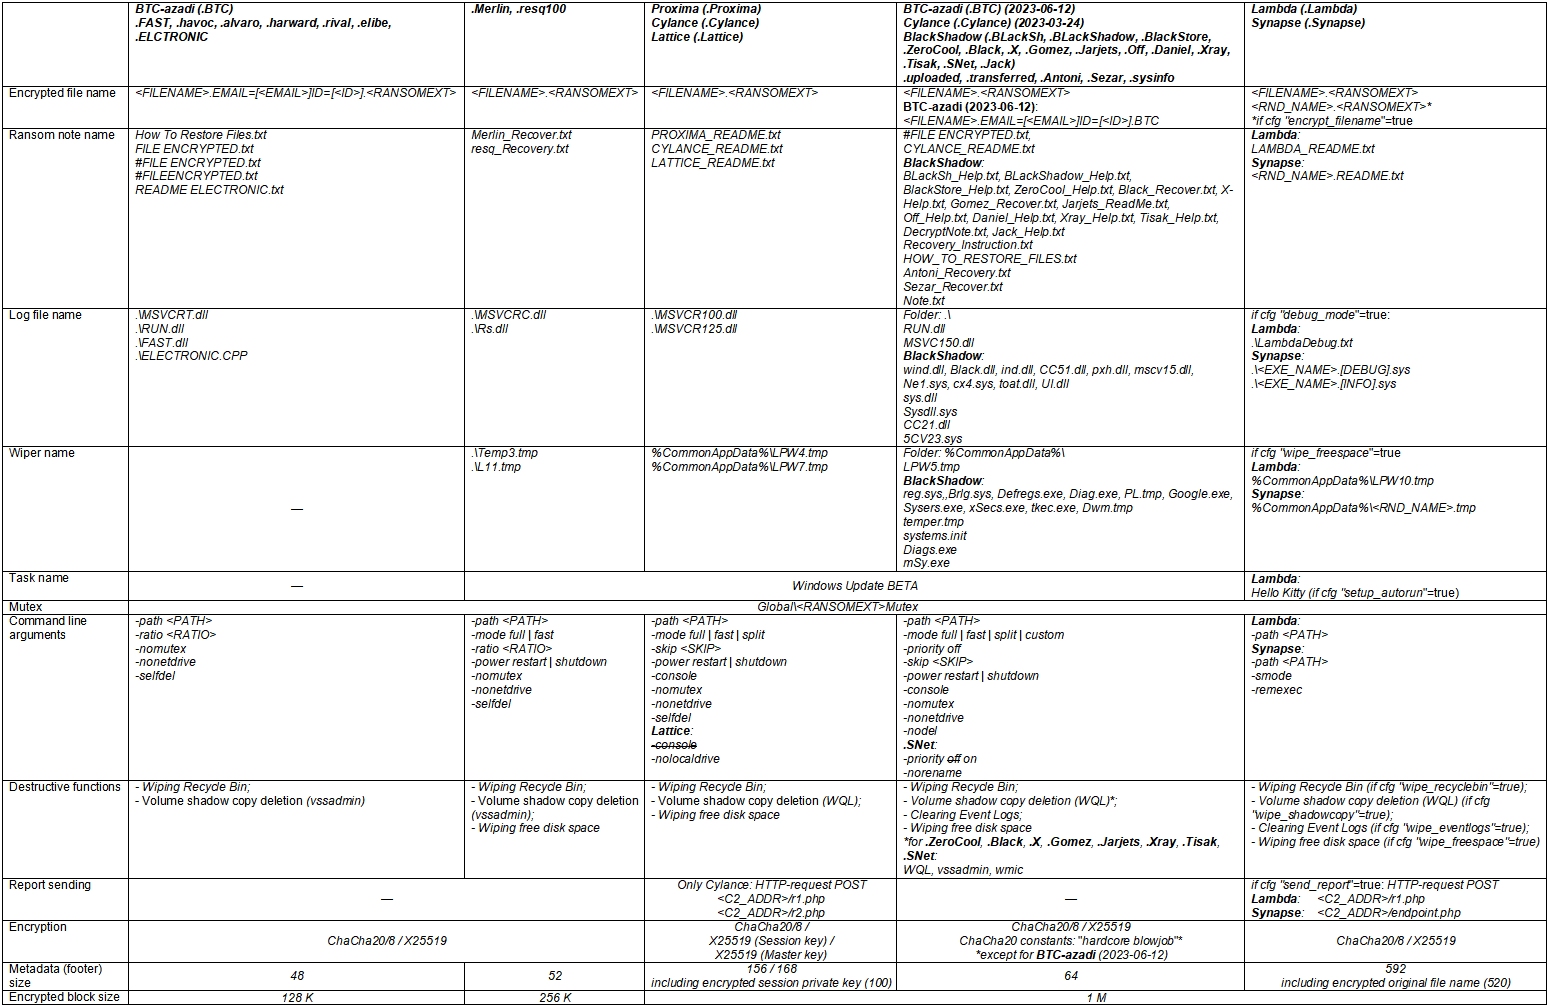 BTC-azadi (.BTC)
.FAST, .havoc, .alvaro, .harward, .rival, .elibe,
.ELCTRONIC
.Merlin, .resq100
Proxima (.Proxima)
Cylance (.Cylance)
Lattice (.Lattice)
BTC-azadi (.BTC) (2023-06-12)
Cylance (.Cylance) (2023-03-24)
BlackShadow (.BLackSh, .BLackShadow, .BlackStore,
.ZeroCool, .Black, .X, .Gomez, .Jarjets, .Off, .Daniel, .Xray,
.Tisak, .SNet, .Jack)
.uploaded, .transferred, .Antoni, .Sezar, .sysinfo
Lambda (.Lambda)
Synapse (.Synapse)
Encrypted file name
<FILENAME>.EMAIL=[<EMAIL>]ID=[<ID>].<RANSOMEXT>
<FILENAME>.<RANSOMEXT>
<FILENAME>.<RANSOMEXT>
<FILENAME>.<RANSOMEXT>
BTC-azadi (2023-06-12):
<FILENAME>.EMAIL=[<EMAIL>]ID=[<ID>].BTC
<FILENAME>.<RANSOMEXT>
<RND_NAME>.<RANSOMEXT>*
*if cfg "encrypt_filename"=true
Ransom note name
How To Restore Files.txt
FILE ENCRYPTED.txt
#FILE ENCRYPTED.txt
#FILEENCRYPTED.txt
README ELECTRONIC.txt
Merlin_Recover.txt
resq_Recovery.txt
PROXIMA_README.txt
CYLANCE_README.txt
LATTICE_README.txt
#FILE ENCRYPTED.txt,
CYLANCE_README.txt
BlackShadow:
BLackSh_Help.txt, BLackShadow_Help.txt,
BlackStore_Help.txt, ZeroCool_Help.txt, Black_Recover.txt, X-
Help.txt, Gomez_Recover.txt, Jarjets_ReadMe.txt,
Off_Help.txt, Daniel_Help.txt, Xray_Help.txt, Tisak_Help.txt,
DecryptNote.txt, Jack_Help.txt
Recovery_Instruction.txt
HOW_TO_RESTORE_FILES.txt
Antoni_Recovery.txt
Sezar_Recover.txt
Note.txt
Lambda:
LAMBDA_README.txt
Synapse:
<RND_NAME>.README.txt
Log file name
.\MSVCRT.dll
.\RUN.dll
.\FAST.dll
.\ELECTRONIC.CPP
.\MSVCRC.dll
.\Rs.dll
.\MSVCR100.dll
.\MSVCR125.dll
Folder: .\
RUN.dll
MSVC150.dll
BlackShadow:
wind.dll, Black.dll, ind.dll, CC51.dll, pxh.dll, mscv15.dll,
Ne1.sys, cx4.sys, toat.dll, UI.dll
sys.dll
Sysdll.sys
CC21.dll
5CV23.sys
if cfg "debug_mode"=true:
Lambda:
.\LambdaDebug.txt
Synapse:
.\<EXE_NAME>.[DEBUG].sys
.\<EXE_NAME>.[INFO].sys
Wiper name
—
.\Temp3.tmp
.\L11.tmp
%CommonAppData%\LPW4.tmp
%CommonAppData%\LPW7.tmp
Folder: %CommonAppData%\
LPW5.tmp
BlackShadow:
reg.sys,,Brlg.sys, Defregs.exe, Diag.exe, PL.tmp, Google.exe,
Sysers.exe, xSecs.exe, tkec.exe, Dwm.tmp
temper.tmp
systems.init
Diags.exe
mSy.exe
if cfg "wipe_freespace"=true
Lambda:
%CommonAppData%\LPW10.tmp
Synapse:
%CommonAppData%\<RND_NAME>.tmp
Task name
—
Windows Update BETA
Lambda:
Hello Kitty (if cfg "setup_autorun"=true)
Mutex
Global\<RANSOMEXT>Mutex
Command line
arguments
-path <PATH>
-ratio <RATIO>
-nomutex
-nonetdrive
-selfdel
-path <PATH>
-mode full | fast
-ratio <RATIO>
-power restart | shutdown
-nomutex
-nonetdrive
-selfdel
-path <PATH>
-mode full | fast | split
-skip <SKIP>
-power restart | shutdown
-console
-nomutex
-nonetdrive
-selfdel
Lattice:
-console
-nolocaldrive
-path <PATH>
-mode full | fast | split | custom
-priority off
-skip <SKIP>
-power restart | shutdown
-console
-nomutex
-nonetdrive
-nodel
.SNet:
-priority off on
-norename
Lambda:
-path <PATH>
Synapse:
-path <PATH>
-smode
-remexec
Destructive functions
- Wiping Recycle Bin;
- Volume shadow copy deletion (vssadmin)
- Wiping Recycle Bin;
- Volume shadow copy deletion
(vssadmin);
- Wiping free disk space
- Wiping Recycle Bin;
- Volume shadow copy deletion (WQL);
- Wiping free disk space
- Wiping Recycle Bin;
- Volume shadow copy deletion (WQL)*;
- Clearing Event Logs;
- Wiping free disk space
*for .ZeroCool, .Black, .X, .Gomez, .Jarjets, .Xray, .Tisak,
.SNet:
WQL, vssadmin, wmic
- Wiping Recycle Bin (if cfg "wipe_recyclebin"=true);
- Volume shadow copy deletion (WQL) (if cfg
"wipe_shadowcopy"=true);
- Clearing Event Logs (if cfg "wipe_eventlogs"=true);
- Wiping free disk space (if cfg "wipe_freespace"=true)
Report sending
—
Only Cylance: HTTP-request POST
<C2_ADDR>/r1.php
<C2_ADDR>/r2.php
—
if cfg "send_report"=true: HTTP-request POST
Lambda: <C2_ADDR>/r1.php
Synapse: <C2_ADDR>/endpoint.php
Encryption
ChaCha20/8 / X25519
ChaCha20/8 /
X25519 (Session key) /
X25519 (Master key)
ChaCha20/8 / X25519
ChaCha20 constants: "hardcore blowjob"*
*except for BTC-azadi (2023-06-12)
ChaCha20/8 / X25519
Metadata (footer)
size
48
52
156 / 168
including encrypted session private key (100)
64
592
including encrypted original file name (520)
Encrypted block size
128 K
256 K
1 M